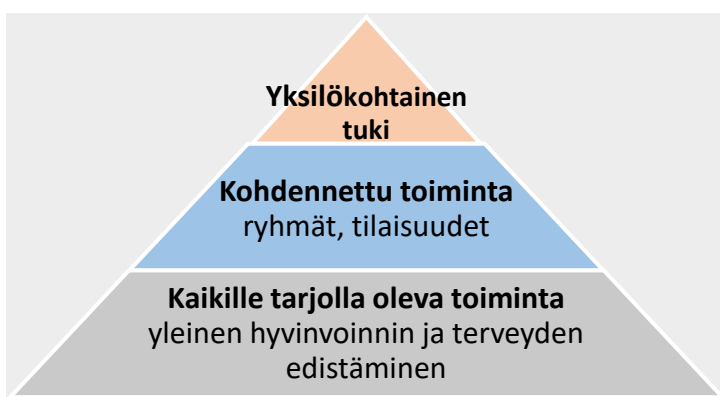 Yksilökohtainen
tuki
Kohdennettu toiminta
ryhmät, tilaisuudet
Kaikille tarjolla oleva toiminta
yleinen hyvinvoinnin ja terveyden
edistäminen